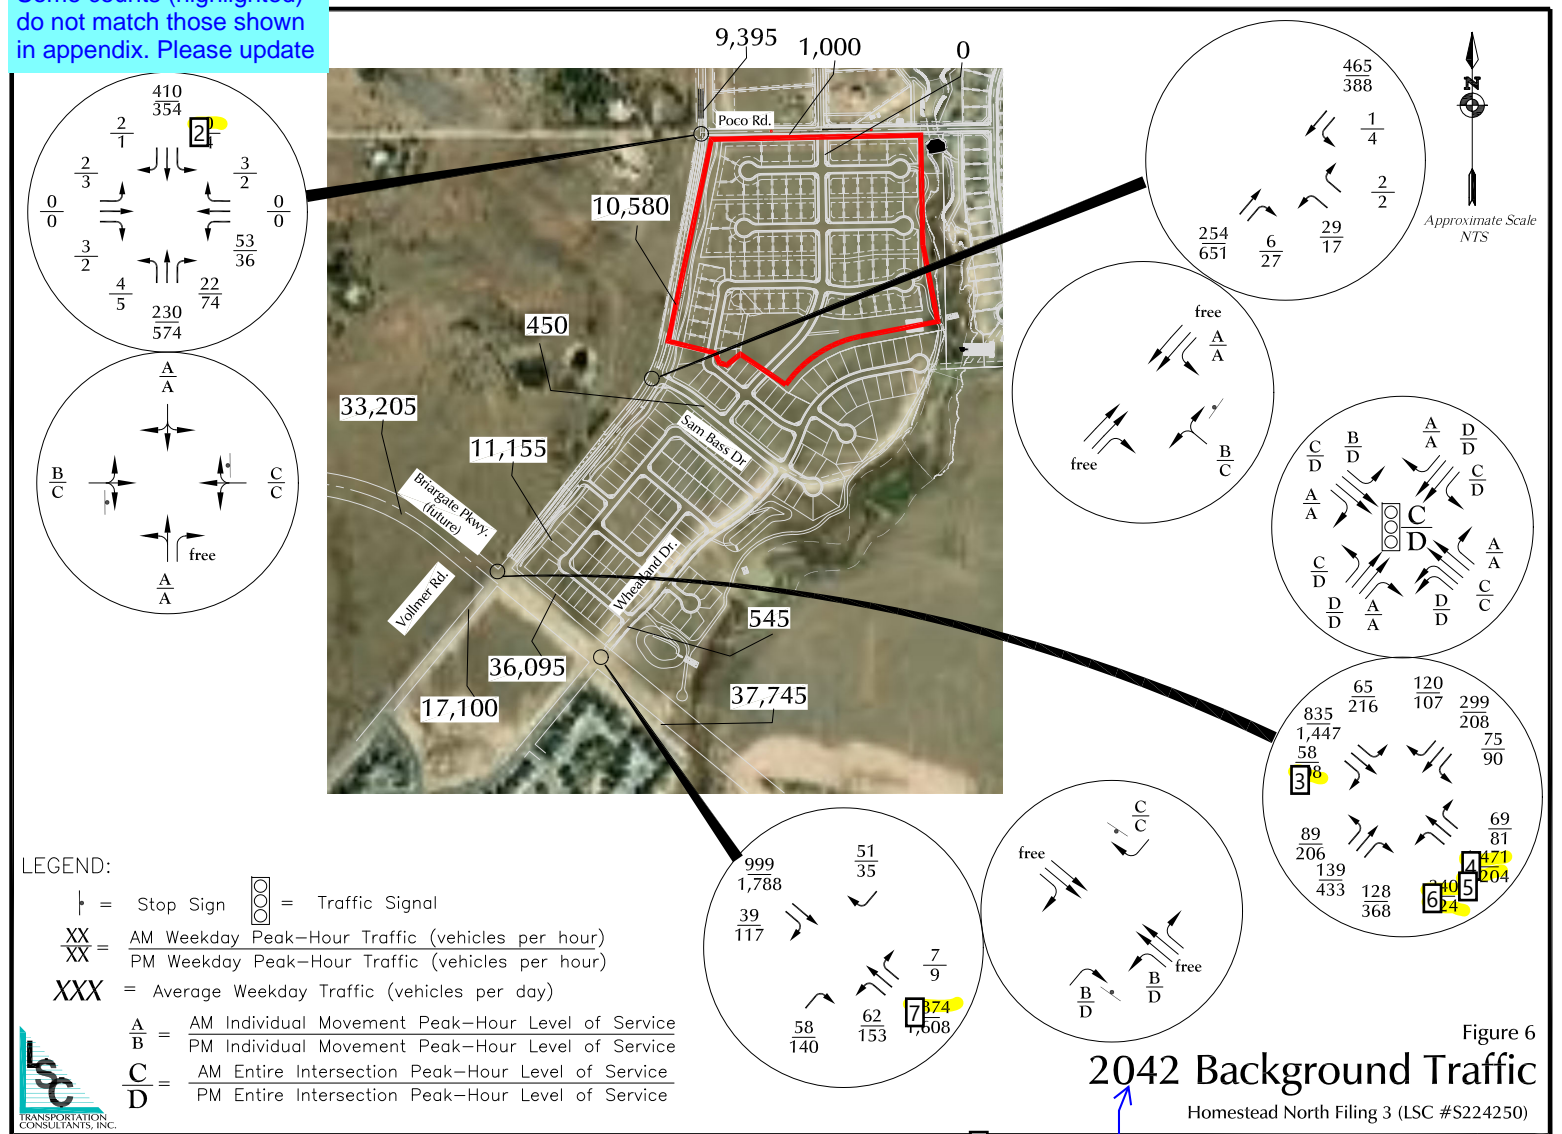 do not match those shown
in appendix. Please update
9,395
1,000
0
Poco Rd.
10,580
450
33,205
11,155
Sam Bass Dr
Briargate Pkwy.
(future)
Vollmer Rd.
Wheatland Dr.
545
36,095
17,100
37,745
410
354
2
1
2
2
3
3
2
0
0
0
0
3
2
53
36
4
5
22
74
230
574
A
A
B
C
C
C
free
A
A
465
388
1
4
2
2
29
17
6
27
254
651
N
Approximate Scale
NTS
free
A
A
free
B
C
C
D
B
D
A
A
D
D
C
D
A
A
C
D
A
A
C
D
C
C
D
D
A
A
D
D
65
216
120
107
299
208
835
1,447
75
90
58
3
89
206
69
81
139
433
4
471
204
5
128
368
6
999
1,788
51
35
39
117
7
9
7
58
140
62
153
C
C
free
free
B
D
B
D
LEGEND:
= Stop Sign
= Traffic Signal
XX
XX
= AM Weekday Peak-Hour Traffic (vehicles per hour)
PM Weekday Peak-Hour Traffic (vehicles per hour)
XXX = Average Weekday Traffic (vehicles per day)
A
B
= AM Individual Movement Peak-Hour Level of Service
PM Individual Movement Peak-Hour Level of Service
C
D
= AM Entire Intersection Peak-Hour Level of Service
PM Entire Intersection Peak-Hour Level of Service
LSC
TRANSPORTATION
CONSULTANTS, INC.
Figure 6
2042 Background Traffic
Homestead North Filing 3 (LSC #S224250)